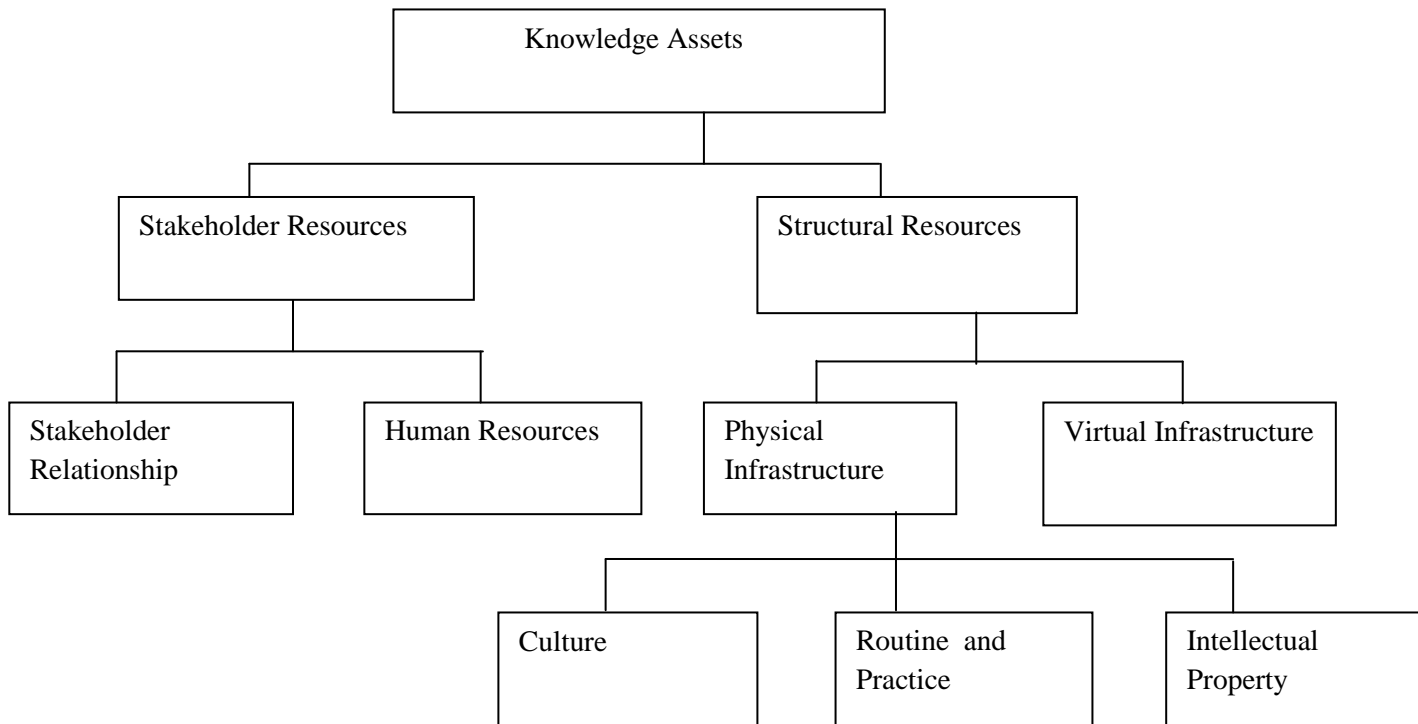 Knowledge Assets
Stakeholder Resources
Structural Resources
Stakeholder
Relationship
Human Resources
Physical
Infrastructure
Virtual Infrastructure
Culture
Routine and
Practice
Intellectual
Property